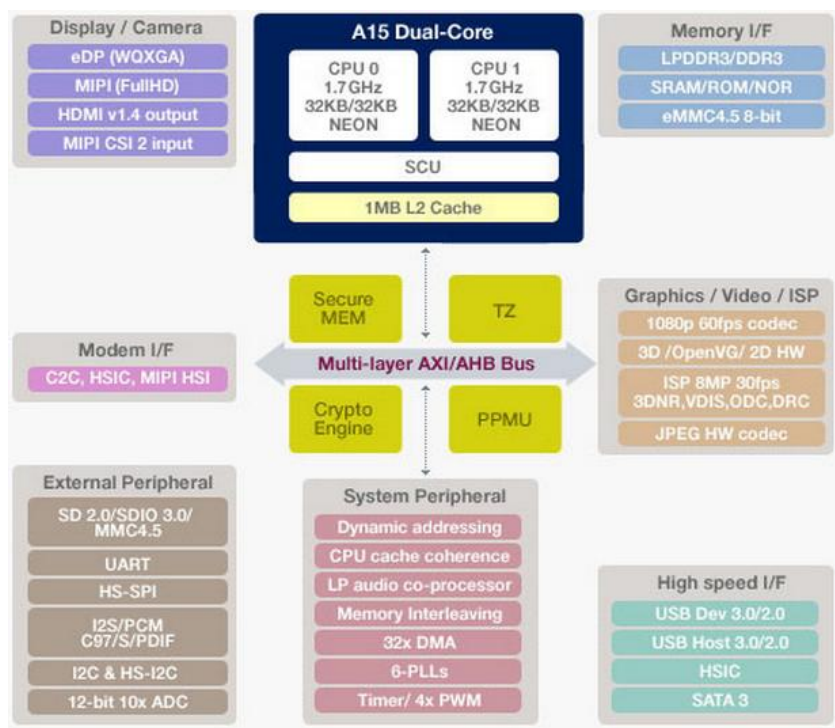 Display / Camera
eDP (WQXGA)
MIPI (FullHD)
HDMI v1.4 output
MIPI CSI 2 input
A15 Dual-Core
CPU 0
1.7GHz
32KB/32KB
NEON
CPU 1
1.7GHz
32KB/32KB
NEON
SCU
1MB L2 Cache
Memory I/F
LPDDR3/DDR3
SRAM/ROM/NOR
eMMC4.5 8-bit
Secure
MEM
TZ
Modem I/F
C2C, HSIC, MIPI HSI
Multi-layer AXI/AHB Bus
Crypto
Engine
PPMU
Graphics / Video / ISP
1080p 60fps codec
3D /OpenVG/ 2D HW
ISP 8MP 30fps
3DNR,VDIS,ODC,DRC
JPEG HW codec
External Peripheral
SD 2.0/SDIO 3.0/
MMC4.5
UART
HS-SPI
I2S/PCM
C97/S/PDIF
I2C & HS-I2C
12-bit 10x ADC
System Peripheral
Dynamic addressing
CPU cache coherence
LP audio co-processor
Memory Interleaving
32x DMA
6-PLLs
Timer/ 4x PWM
High speed I/F
USB Dev 3.0/2.0
USB Host 3.0/2.0
HSIC
SATA 3